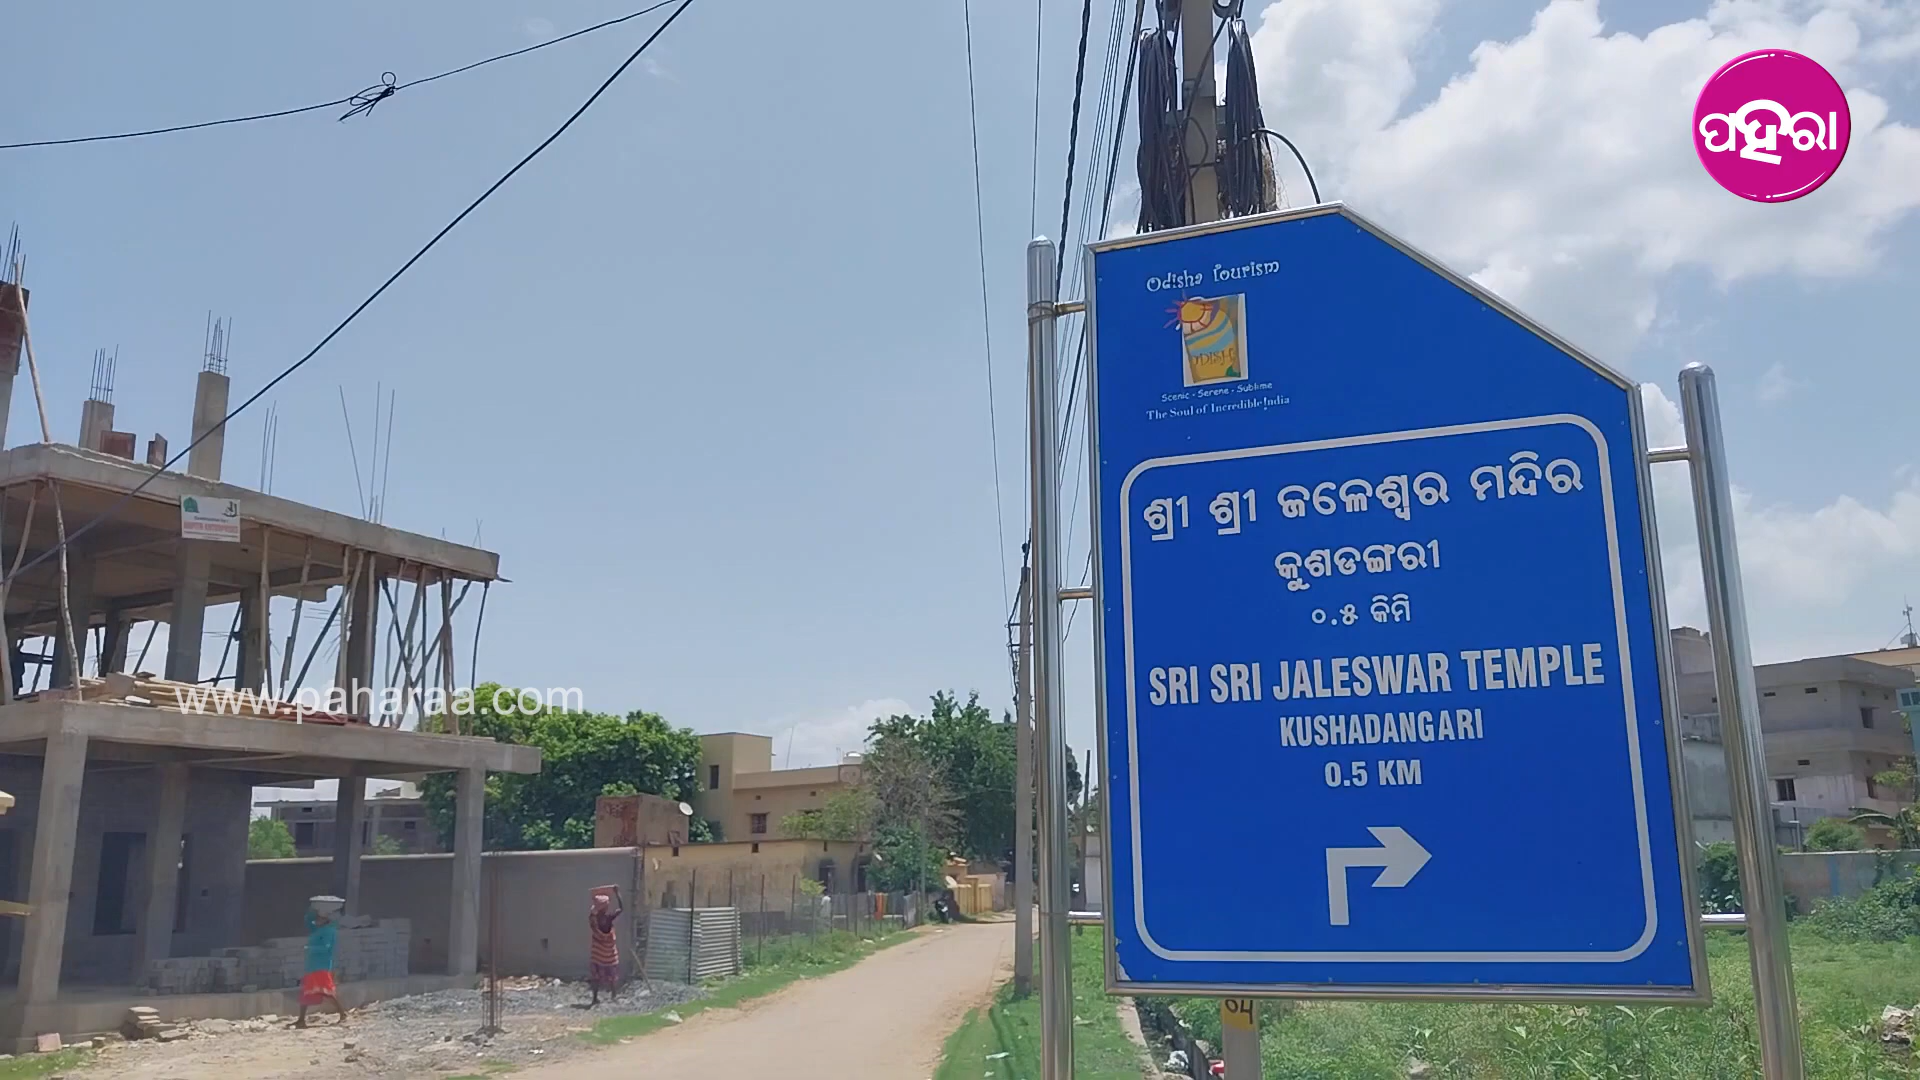 ପହରା
Odisha Tourism
ODISHA
Scenic - Serene - Sublime
The Soul of Incredible!ndia
ଶ୍ରୀ ଶ୍ରୀ ଜଳେଶ୍ୱର ମନ୍ଦିର
କୁଶଡଙ୍ଗରୀ
୦.୫ କିମି
SRI SRI JALESWAR TEMPLE
KUSHADANGARI
0.5 KM
www.paharaa.com
64